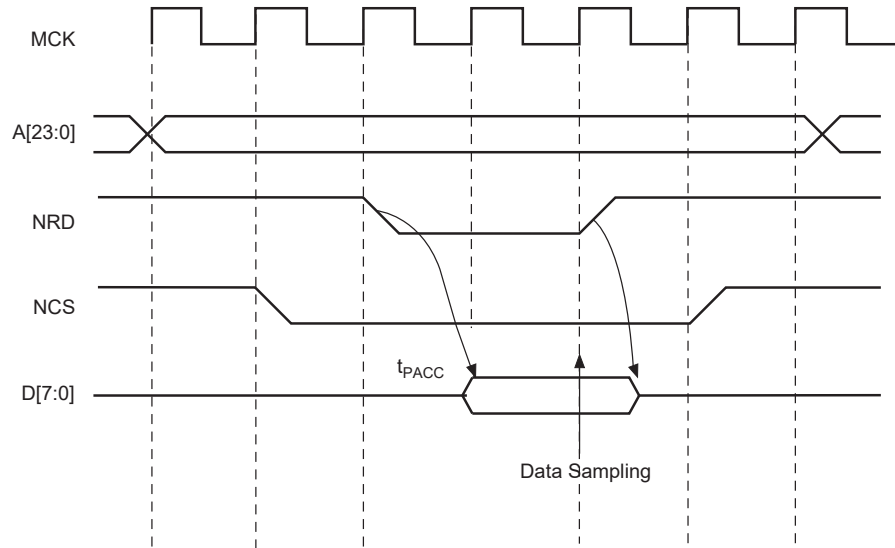 MCK
A[23:0]
NRD
NCS
tPACC
D[7:0]
Data Sampling